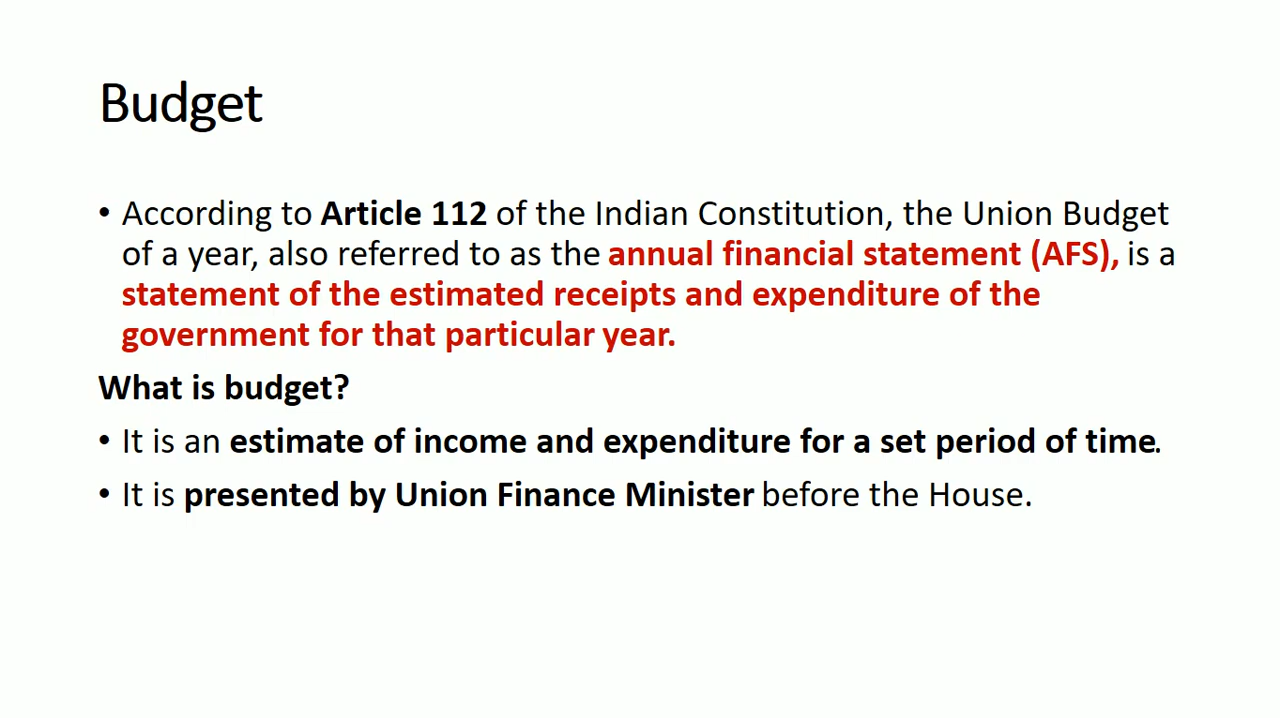 Budget
• According to Article 112 of the Indian Constitution, the Union Budget
of a year, also referred to as the annual financial statement (AFS), is a
statement of the estimated receipts and expenditure of the
government for that particular year.
What is budget?
• It is an estimate of income and expenditure for a set period of time.
• It is presented by Union Finance Minister before the House.